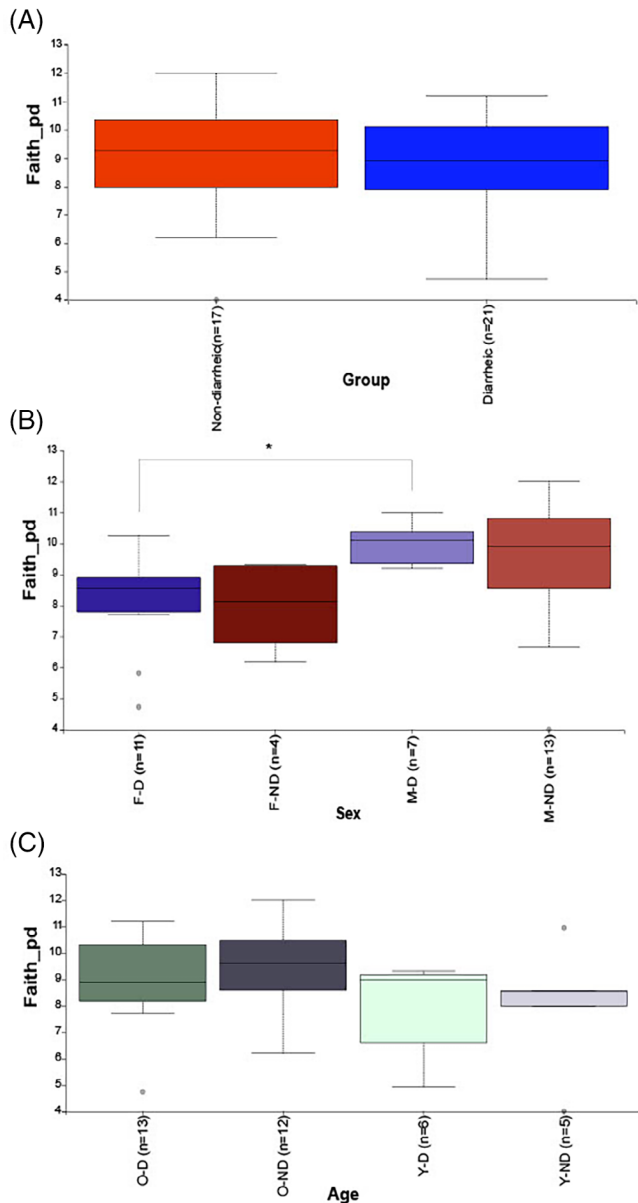 (A)
Faith_pd
13
12
11
10
9
8
7
6
5
4
Non-diarrheic(n=17)
Diarrheic (n=21)
Group
(B)
*
Faith_pd
13
12
11
10
9
8
7
6
5
4
F-D (n=11)
F-ND (n=4)
M-D (n=7)
M-ND (n=13)
Sex
(C)
Faith_pd
13
12
11
10
9
8
7
6
5
4
O-D (n=13)
O-ND (n=12)
Y-D (n=6)
Y-ND (n=5)
Age